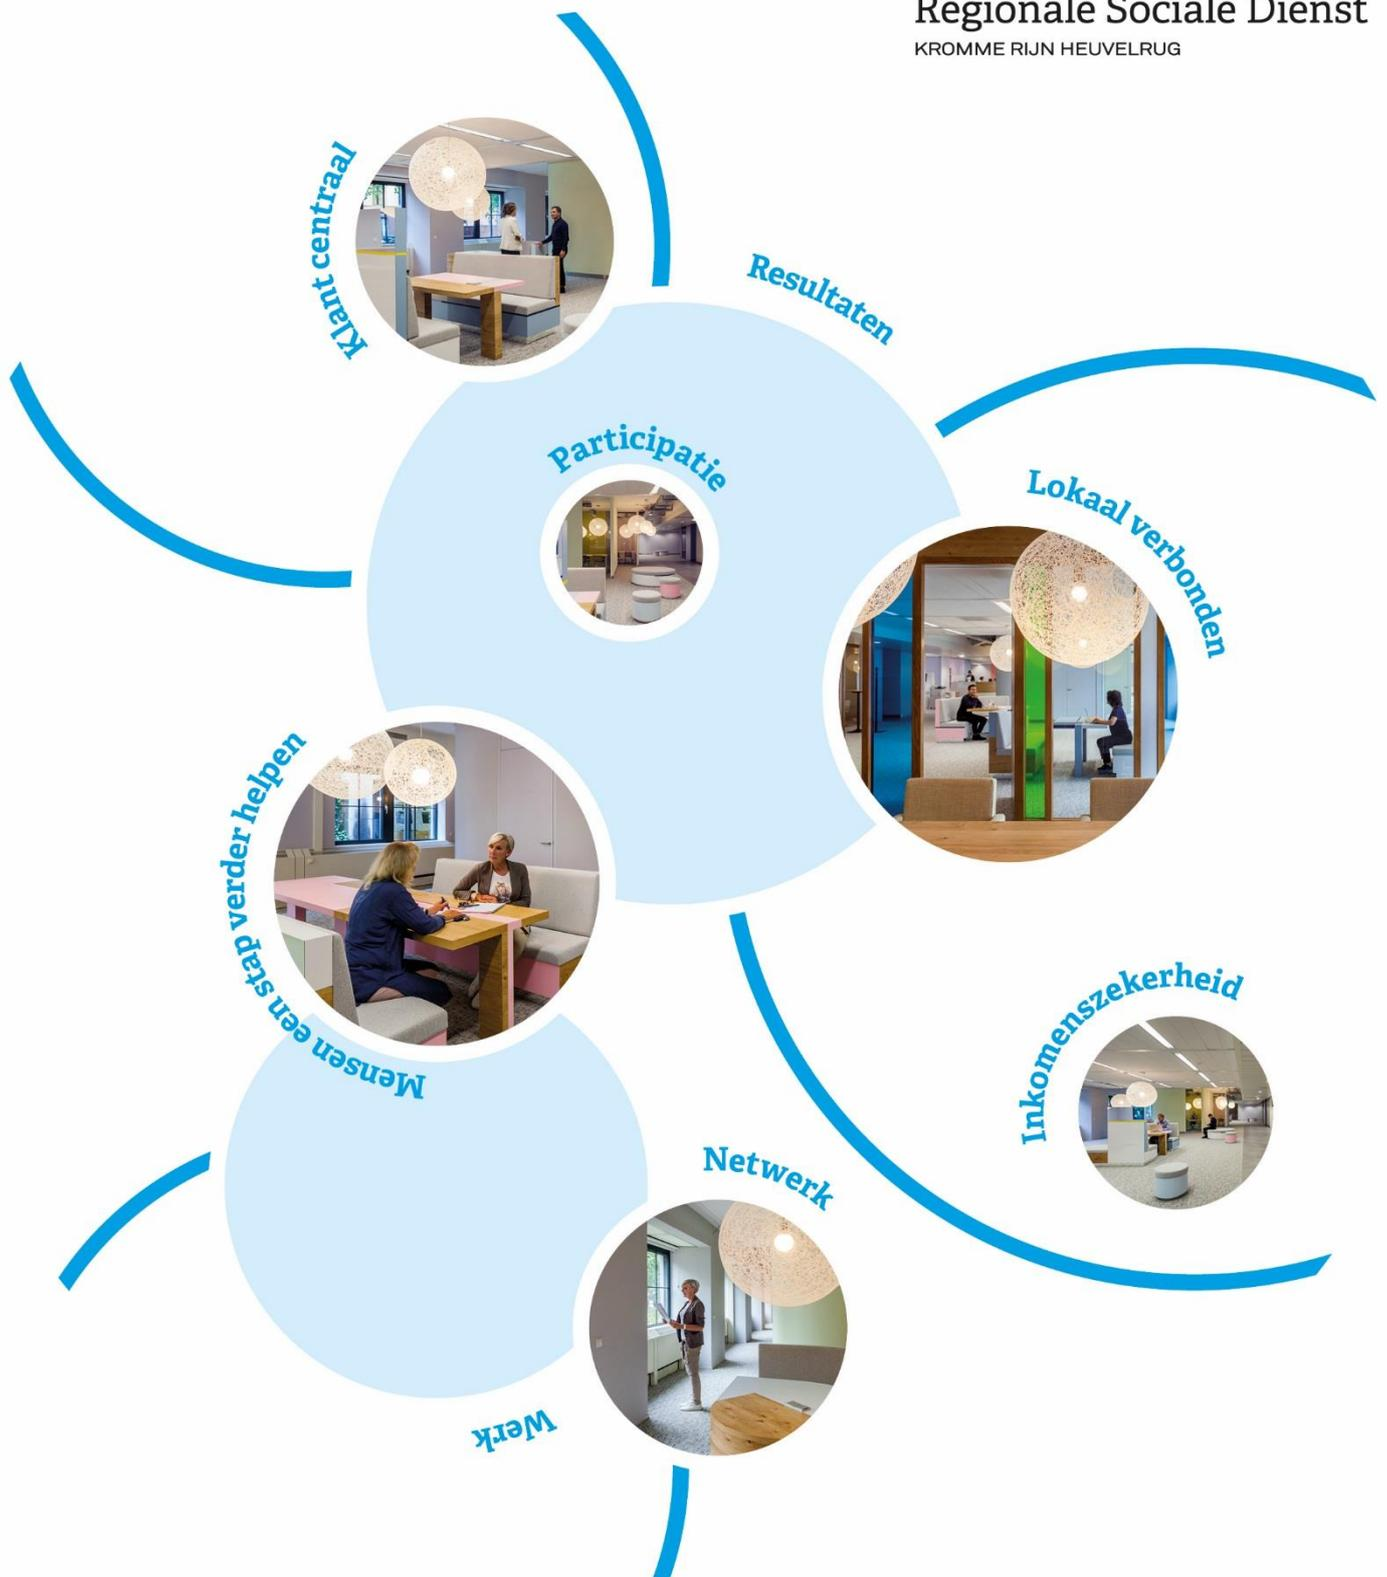 Regionale Sociale Dienst
KROMME RIJN HEUVELRUG
Klant centraal
Resultaten
Participatie
Lokaal verbonden
Mensen een stap verder helpen
Inkomenszekerheid
Netwerk
Werk